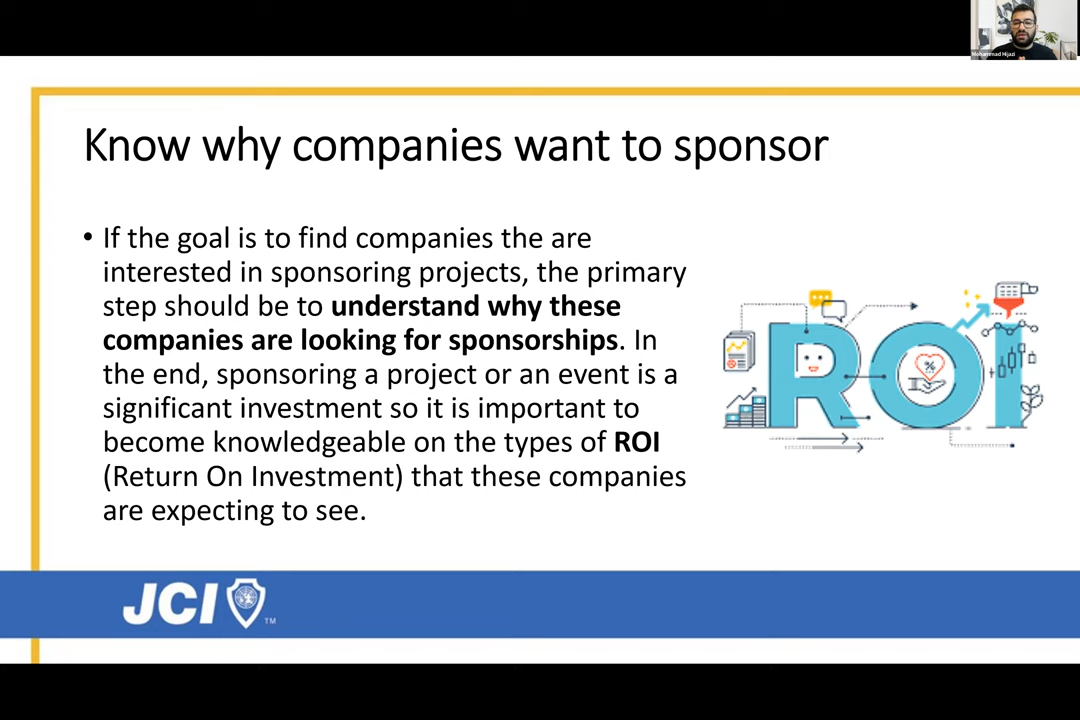 Mohammad Hijazi
Know why companies want to sponsor
• If the goal is to find companies the are
interested in sponsoring projects, the primary
step should be to understand why these
companies are looking for sponsorships. In
the end, sponsoring a project or an event is a
significant investment so it is important to
become knowledgeable on the types of ROI
(Return On Investment) that these companies
are expecting to see.
ROI
%
JCI
TM